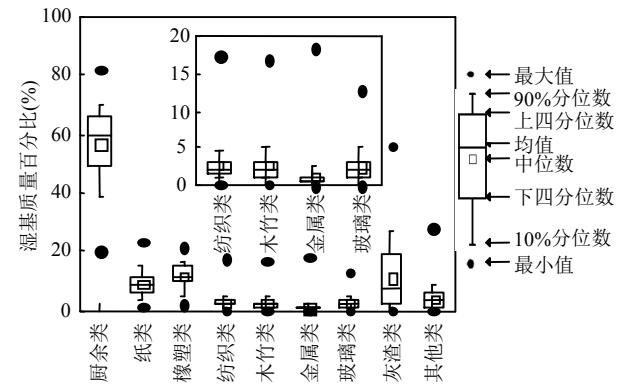 湿基质量百分比(%)
100
80
60
40
20
0
20
15
10
5
0
纺织类
木竹类
金属类
玻璃类
厨余类
纸类
橡塑类
纺织类
木竹类
金属类
玻璃类
灰渣类
其他类
最大值
90%分位数
上四分位数
均值
中位数
下四分位数
10%分位数
最小值